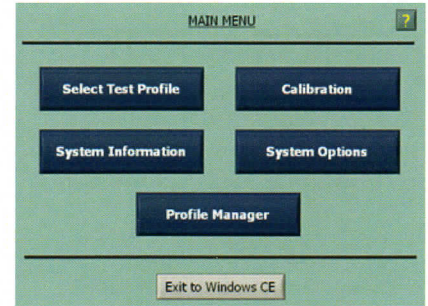 MAIN MENU
?
Select Test Profile
Calibration
System Information
System Options
Profile Manager
Exit to Windows CE